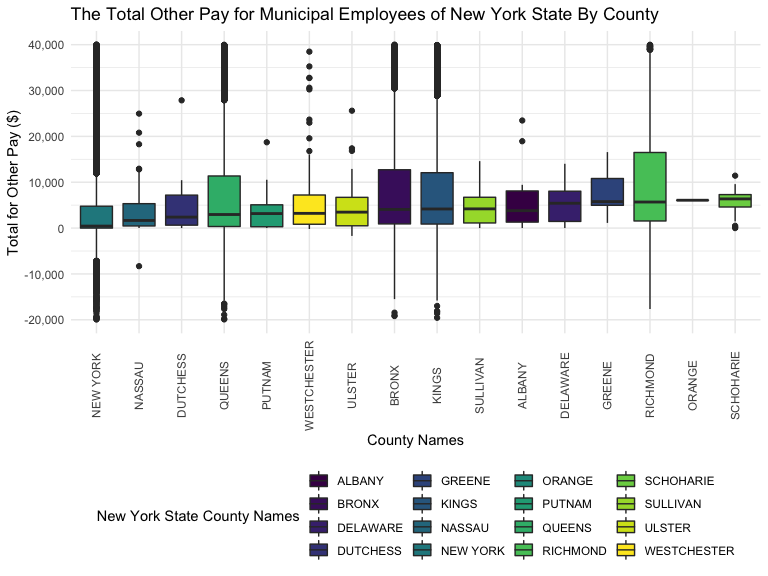 The Total Other Pay for Municipal Employees of New York State By County
Total for Other Pay ($)
40,000
30,000
20,000
10,000
0
-10,000
-20,000
NEW YORK
NASSAU
DUTCHESS
QUEENS
PUTNAM
WESTCHESTER
ULSTER
BRONX
KINGS
SULLIVAN
ALBANY
DELAWARE
GREENE
RICHMOND
ORANGE
SCHOHARIE
County Names
New York State County Names
ALBANY GREENE ORANGE SCHOHARIE
BRONX KINGS PUTNAM SULLIVAN
DELAWARE NASSAU QUEENS ULSTER
DUTCHESS NEW YORK RICHMOND WESTCHESTER